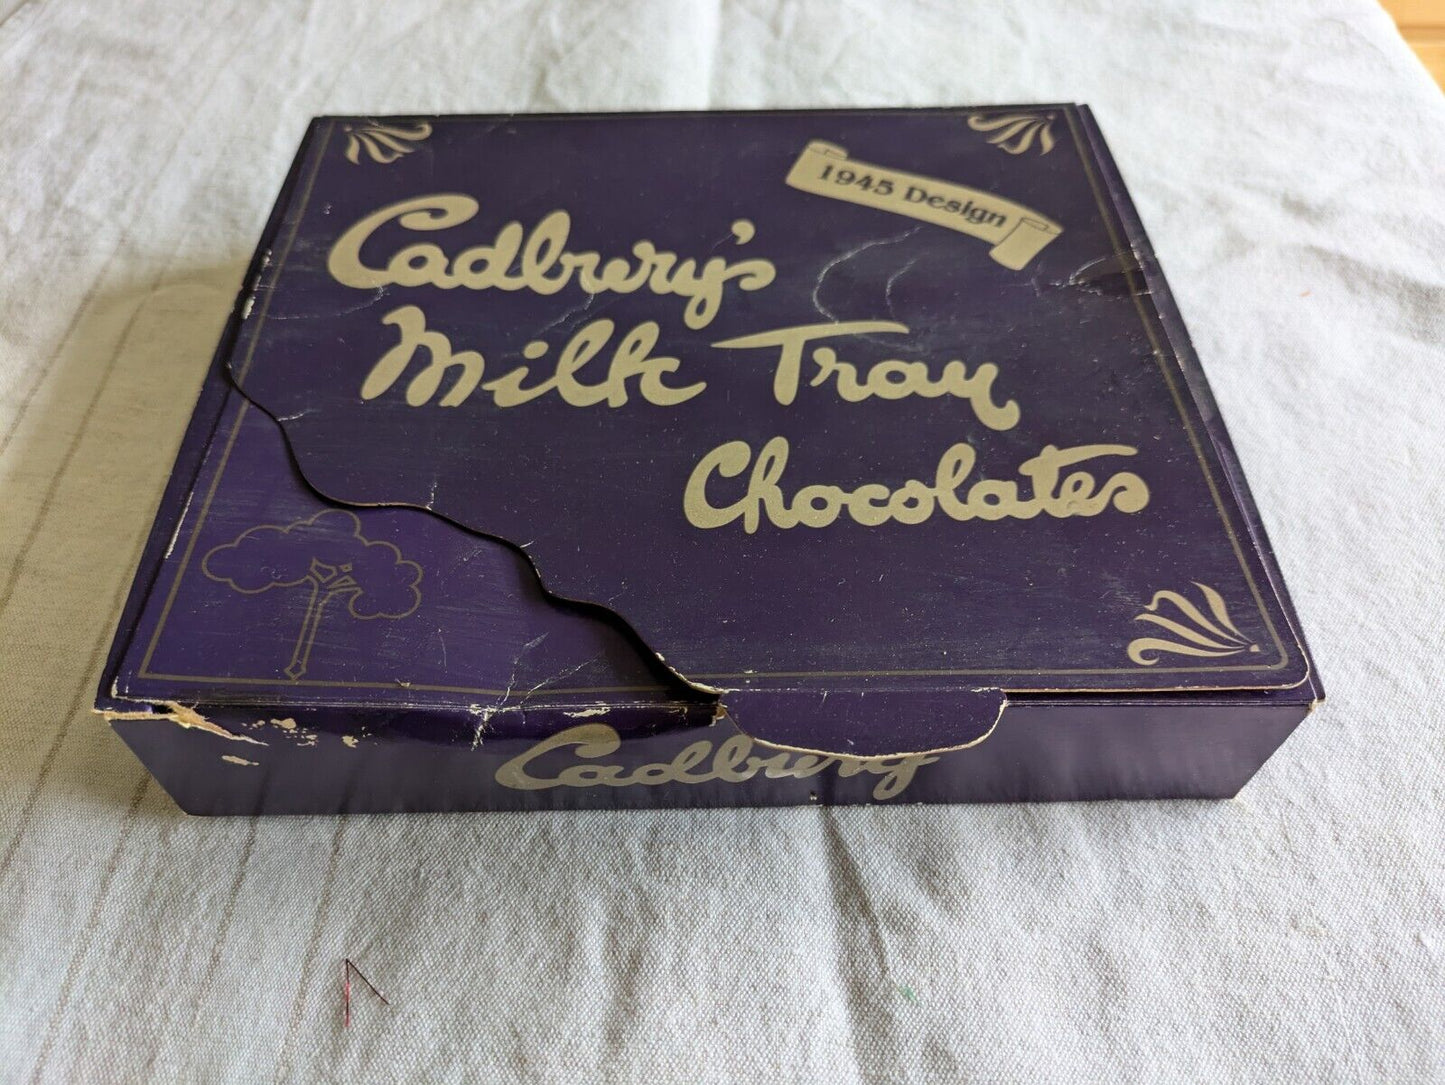 1945 Design
Cadbury's
Milk Tray
Chocolates
Cadbury